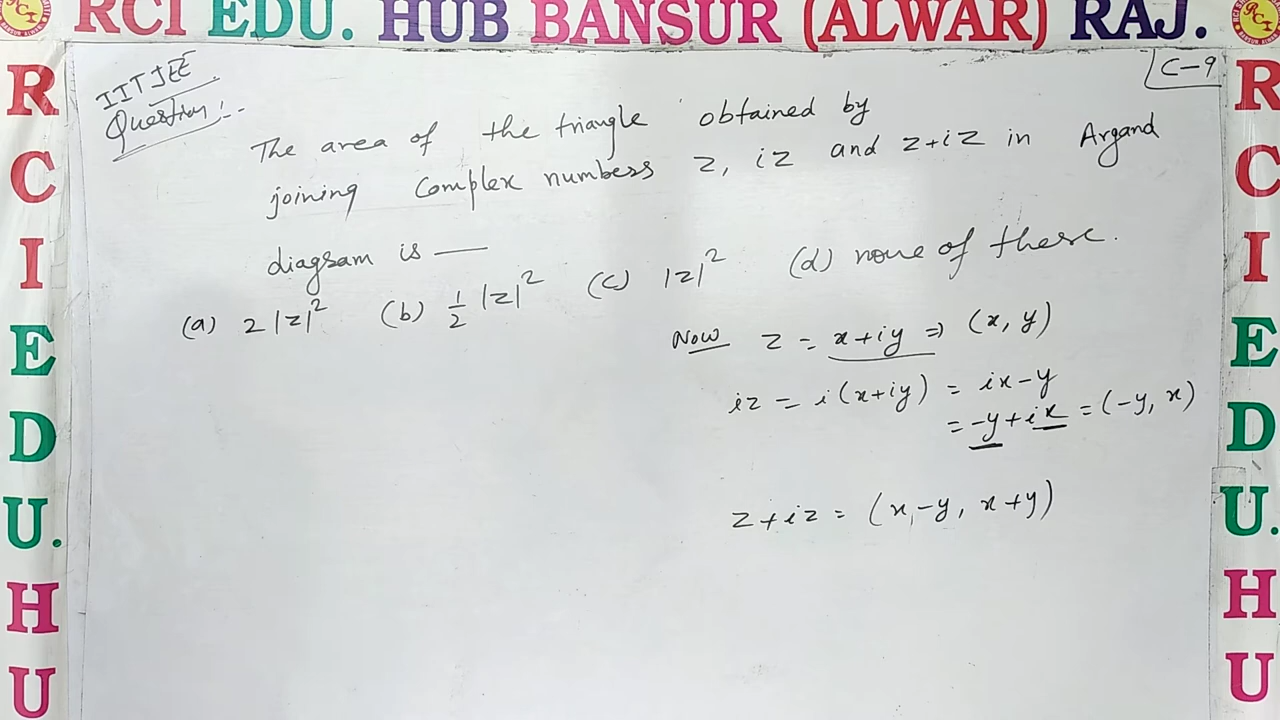 RCI EDU. HUB BANSUR (ALWAR) RAJ.
R
C
I
E
D
U.
H
U
IITJEE
Question:-
C-9
The area of the triangle obtained by
joining Complex numbers z, iz and z+iz in Argand
diagram is —
(a) 2|z|² (b) 1/2 |z|² (c) |z|² (d) none of these.
Now z = x+iy ⇒ (x, y)
iz = i(x+iy) = ix-y
= -y+ix = (-y, x)
z+iz = (x-y, x+y)
R
C
I
E
D
U.
H
U